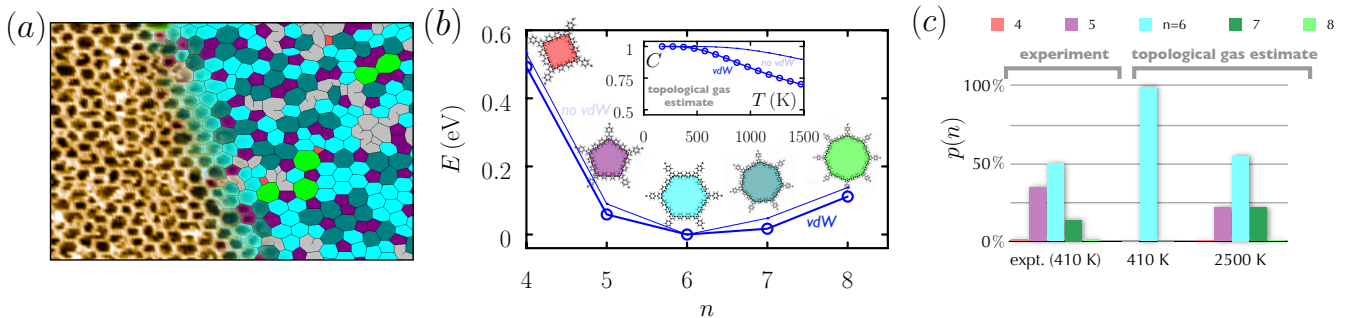 (a)
(b)
0.6
0.4
0.2
0
E (eV)
4 5 6 7 8
n
no vdW
vdW
C
1
0.75
0.5
no vdW
vdW
topological gas
estimate
T (K)
0 500 1000 1500
(c)
4 5 n=6 7 8
experiment topological gas estimate
100%
50%
0%
p(n)
expt. (410 K) 410 K 2500 K